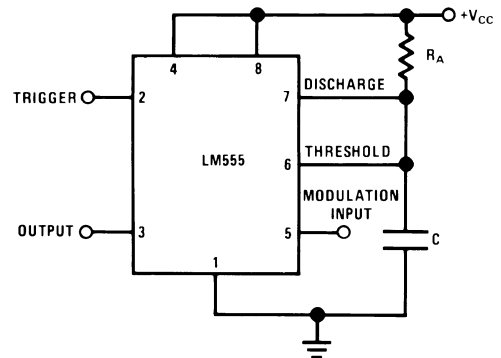 +VCC
4
8
RA
TRIGGER
2
7
DISCHARGE
LM555
6
THRESHOLD
MODULATION
INPUT
OUTPUT
3
5
C
1